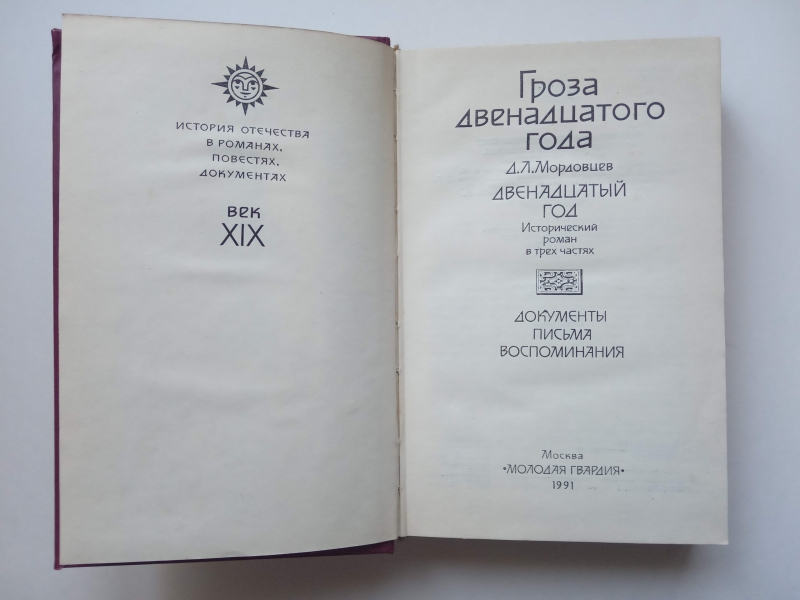 ИСТОРИЯ ОТЕЧЕСТВА
В РОМАНАХ,
ПОВЕСТЯХ,
ДОКУМЕНТАХ
ВЕК
XIX
Гроза
двенадцатого
года
Д.Л.Мордовцев
ДВЕНАДЦАТЫЙ
ГОД
Исторический
роман
в трех частях
ДОКУМЕНТЫ
ПИСЬМА
ВОСПОМИНАНИЯ
Москва
•МОЛОДАЯ ГВАРДИЯ•
1991